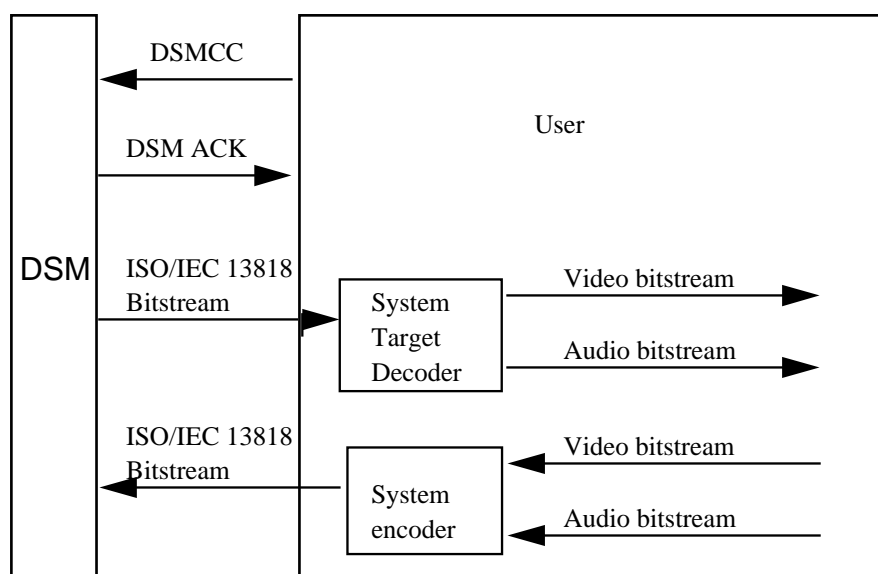 DSMCC
User
DSM ACK
DSM
ISO/IEC 13818
Bitstream
System
Target
Decoder
Video bitstream
Audio bitstream
ISO/IEC 13818
Bitstream
System
encoder
Video bitstream
Audio bitstream